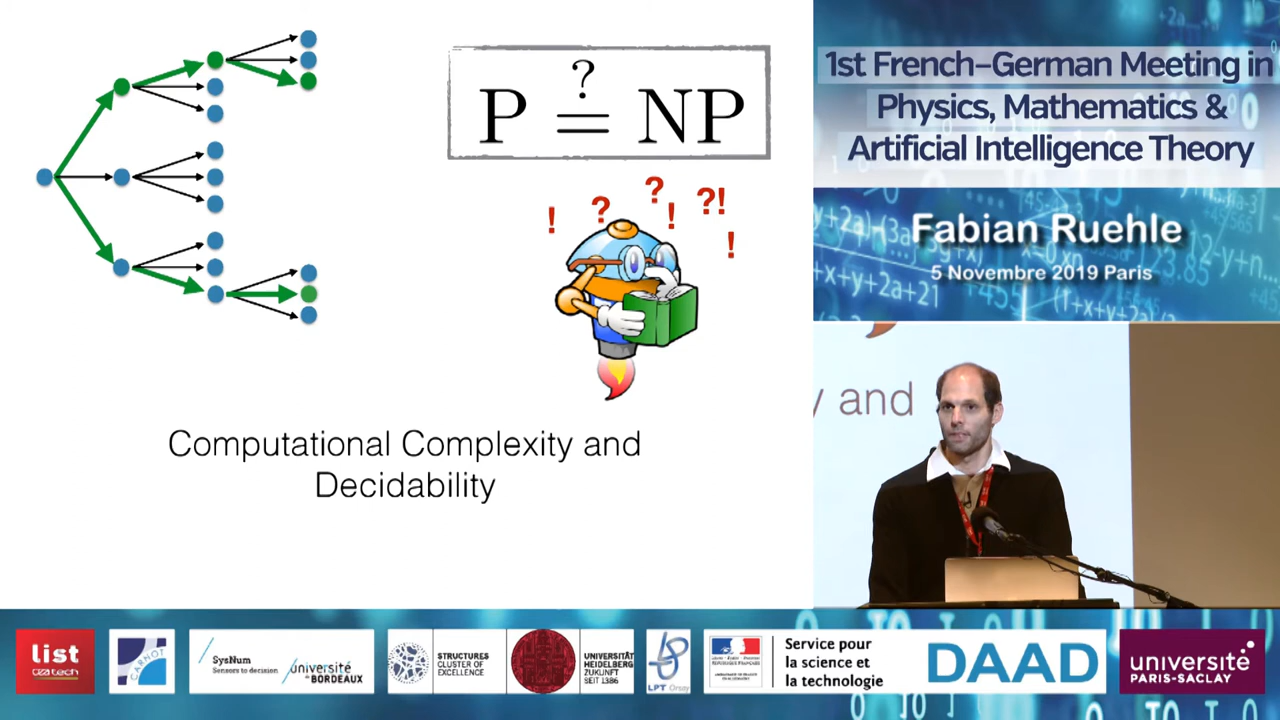 P ?= NP
! ? ? ! ?! !
Computational Complexity and
Decidability
1st French-German Meeting in
Physics, Mathematics &
Artificial Intelligence Theory
Fabian Ruehle
5 Novembre 2019 Paris
y and
list
ceatech
CARNOT
SysNum
Sensors to decision
université
de BORDEAUX
STRUCTURES
CLUSTER OF
EXCELLENCE
UNIVERSITÄT
HEIDELBERG
ZUKUNFT
SEIT 1386
LPT Orsay
Service pour
la science et
la technologie
DAAD
université
PARIS-SACLAY